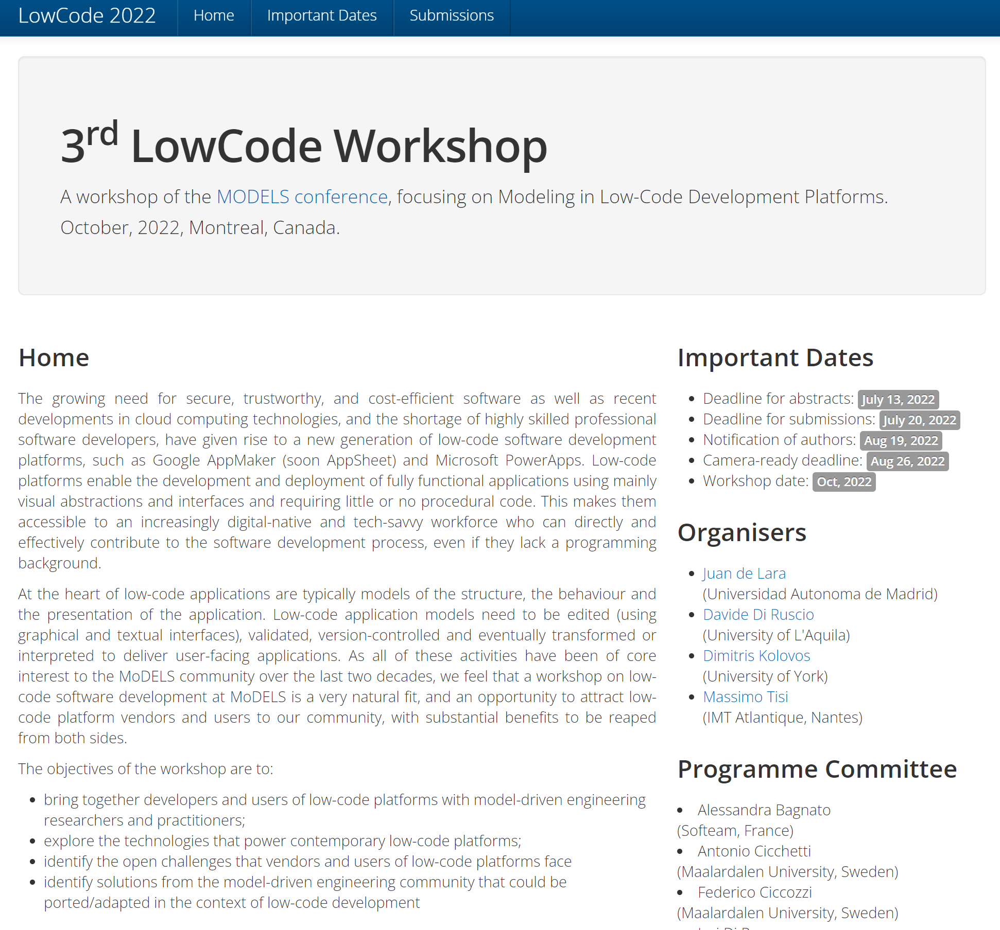 LowCode 2022
Home
Important Dates
Submissions
3rd LowCode Workshop
A workshop of the MODELS conference, focusing on Modeling in Low-Code Development Platforms.
October, 2022, Montreal, Canada.
Home
The growing need for secure, trustworthy, and cost-efficient software as well as recent
developments in cloud computing technologies, and the shortage of highly skilled professional
software developers, have given rise to a new generation of low-code software development
platforms, such as Google AppMaker (soon AppSheet) and Microsoft PowerApps. Low-code
platforms enable the development and deployment of fully functional applications using mainly
visual abstractions and interfaces and requiring little or no procedural code. This makes them
accessible to an increasingly digital-native and tech-savvy workforce who can directly and
effectively contribute to the software development process, even if they lack a programming
background.
At the heart of low-code applications are typically models of the structure, the behaviour and
the presentation of the application. Low-code application models need to be edited (using
graphical and textual interfaces), validated, version-controlled and eventually transformed or
interpreted to deliver user-facing applications. As all of these activities have been of core
interest to the MoDELS community over the last two decades, we feel that a workshop on low-
code software development at MoDELS is a very natural fit, and an opportunity to attract low-
code platform vendors and users to our community, with substantial benefits to be reaped
from both sides.
The objectives of the workshop are to:
• bring together developers and users of low-code platforms with model-driven engineering
researchers and practitioners;
• explore the technologies that power contemporary low-code platforms;
• identify the open challenges that vendors and users of low-code platforms face
• identify solutions from the model-driven engineering community that could be
ported/adapted in the context of low-code development
Important Dates
• Deadline for abstracts: July 13, 2022
• Deadline for submissions: July 20, 2022
• Notification of authors: Aug 19, 2022
• Camera-ready deadline: Aug 26, 2022
• Workshop date: Oct, 2022
Organisers
• Juan de Lara
(Universidad Autonoma de Madrid)
• Davide Di Ruscio
(University of L'Aquila)
• Dimitris Kolovos
(University of York)
• Massimo Tisi
(IMT Atlantique, Nantes)
Programme Committee
• Alessandra Bagnato
(Softeam, France)
• Antonio Cicchetti
(Maalardalen University, Sweden)
• Federico Ciccozzi
(Maalardalen University, Sweden)